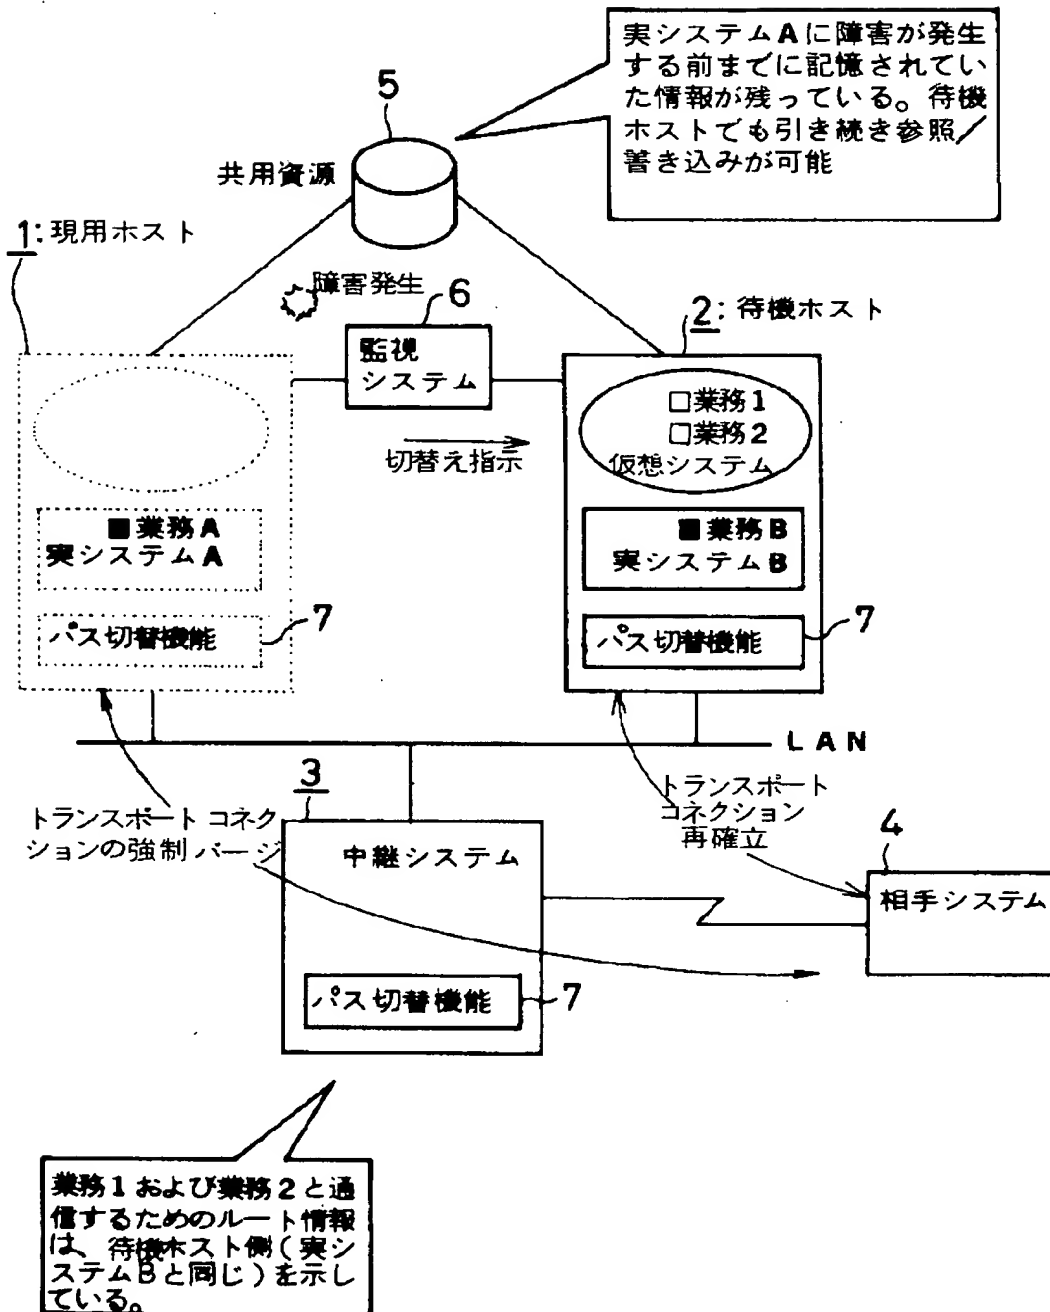 実システムAに障害が発生
する前までに記憶されてい
た情報が残っている。待機
ホストでも引き続き参照/
書き込みが可能
5
共用資源
1:現用ホスト
障害発生
6
2:待機ホスト
監視
システム
□業務1
□業務2
仮想システム
切替え指示
■業務A
実システムA
■業務B
実システムB
パス切替機能
7
パス切替機能
7
LAN
3
トランスポート コネク
ションの強制 パージ
トランスポート
コネクション
再確立
4
中継システム
相手システム
パス切替機能
7
業務1および業務2と通
信するためのルート情報
は、待機ホスト側(実シ
ステムBと同じ)を示し
ている。